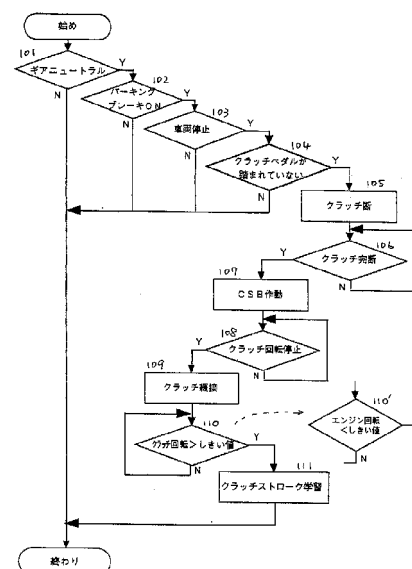 始め
101
ギアニュートラル
Y
N
102
パーキング
ブレーキON
Y
N
103
車両停止
Y
N
104
クラッチペダルが
踏まれていない
Y
N
105
クラッチ断
106
クラッチ完断
Y
N
107
CSB作動
108
クラッチ回転停止
Y
N
109
クラッチ緩接
110
クラッチ回転>しきい値
Y
N
110'
エンジン回転
<しきい値
N
111
クラッチストローク学習
終わり